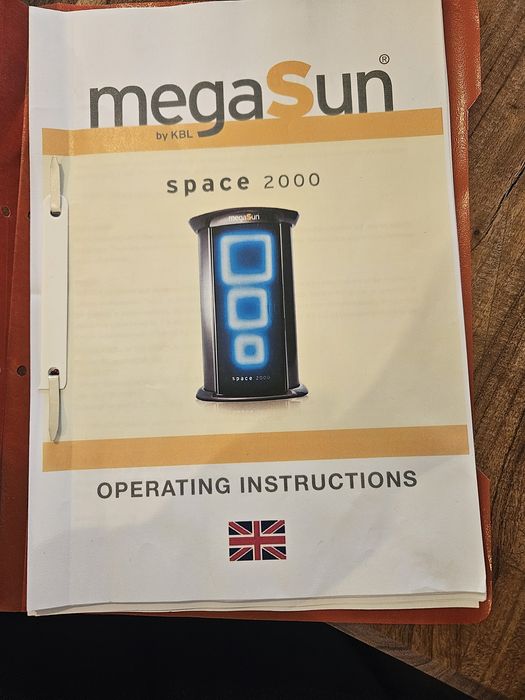 megaSun®
by KBL
space 2000
megaSun
space 2000
OPERATING INSTRUCTIONS